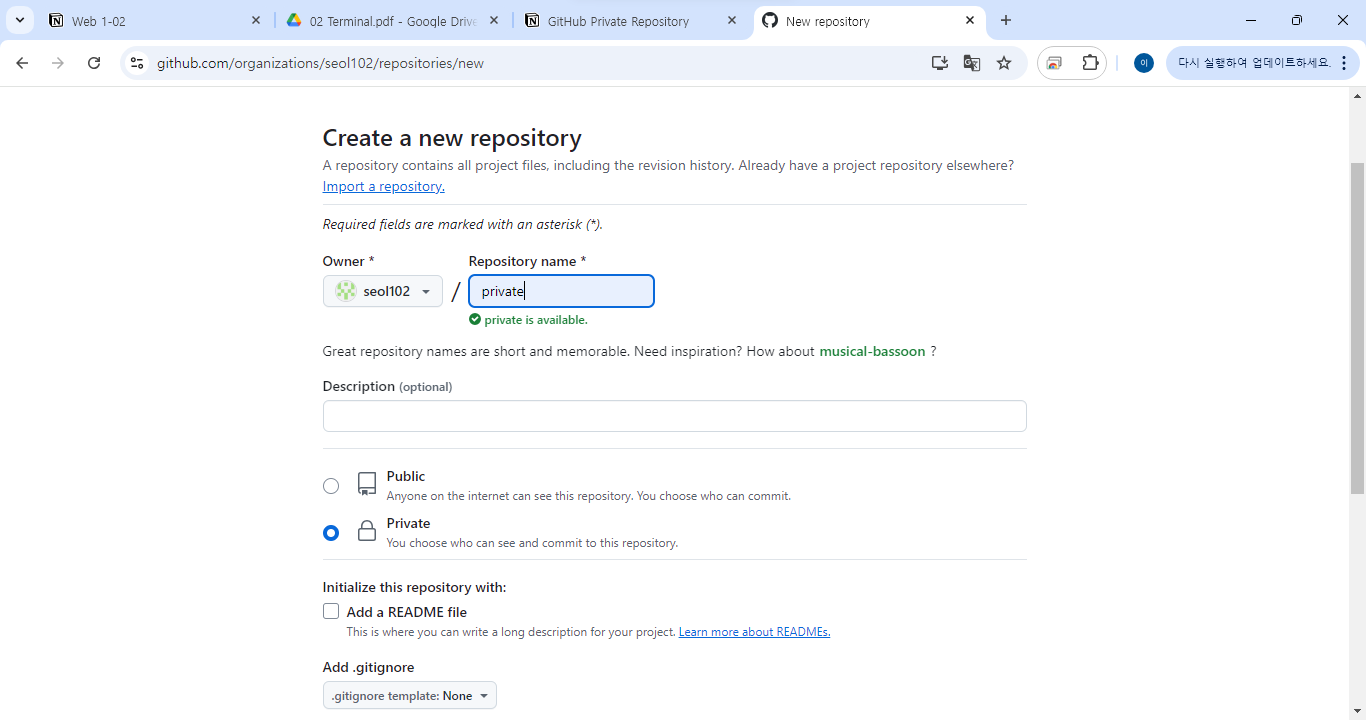 Web 1-02
02 Terminal.pdf - Google Drive
GitHub Private Repository
New repository
github.com/organizations/seol102/repositories/new
이
다시 실행하여 업데이트하세요.
Create a new repository
A repository contains all project files, including the revision history. Already have a project repository elsewhere?
Import a repository.
Required fields are marked with an asterisk (*).
Owner *
Repository name *
seol102
/
private
private is available.
Great repository names are short and memorable. Need inspiration? How about musical-bassoon ?
Description (optional)
Public
Anyone on the internet can see this repository. You choose who can commit.
Private
You choose who can see and commit to this repository.
Initialize this repository with:
Add a README file
This is where you can write a long description for your project. Learn more about READMEs.
Add .gitignore
.gitignore template: None